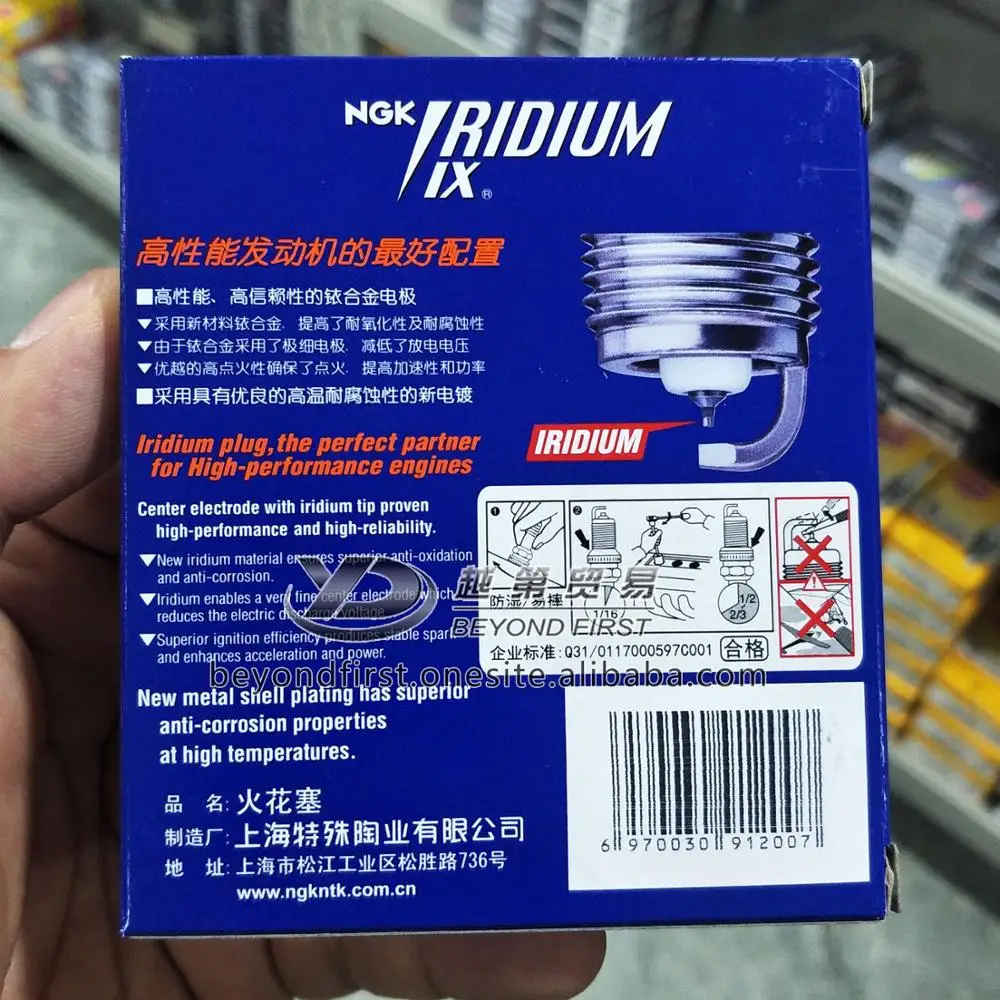 NGK IRIDIUM
IX®
高性能发动机的最好配置
■高性能、高信赖性的铱合金电极
▼采用新材料铱合金, 提高了耐氧化性及耐腐蚀性
▼由于铱合金采用了极细电极, 减低了放电电压
▼优越的高点火性确保了点火, 提高加速性和功率
■采用具有优良的高温耐腐蚀性的新电镀
IRIDIUM
Iridium plug, the perfect partner
for High-performance engines
Center electrode with iridium tip proven
high-performance and high-reliability.
▼New iridium material ensures superior anti-oxidation
and anti-corrosion.
▼Iridium enables a very fine center electrode which
reduces the electric discharge voltage.
▼Superior ignition efficiency produces stable spark
and enhances acceleration and power.
New metal shell plating has superior
anti-corrosion properties
at high temperatures.
1
2
防湿/易摔
1/16
1/2
2/3
企业标准: Q31/0117000597C001 合格
YD 越第贸易
BEYOND FIRST
beyondfirst.onesite.alibaba.com
品 名: 火花塞
制造厂: 上海特殊陶业有限公司
地 址: 上海市松江工业区松胜路736号
www.ngkntk.com.cn
6 970030 912007